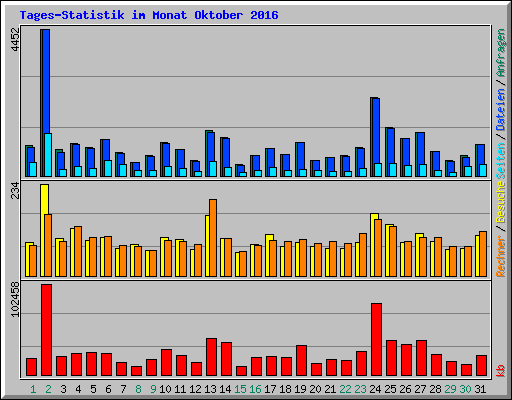 Tages-Statistik im Monat Oktober 2016
4452
234
102458
Rechner / Besuche Seiten / Dateien / Anfragen
kb
1 2 3 4 5 6 7 8 9 10 11 12 13 14 15 16 17 18 19 20 21 22 23 24 25 26 27 28 29 30 31